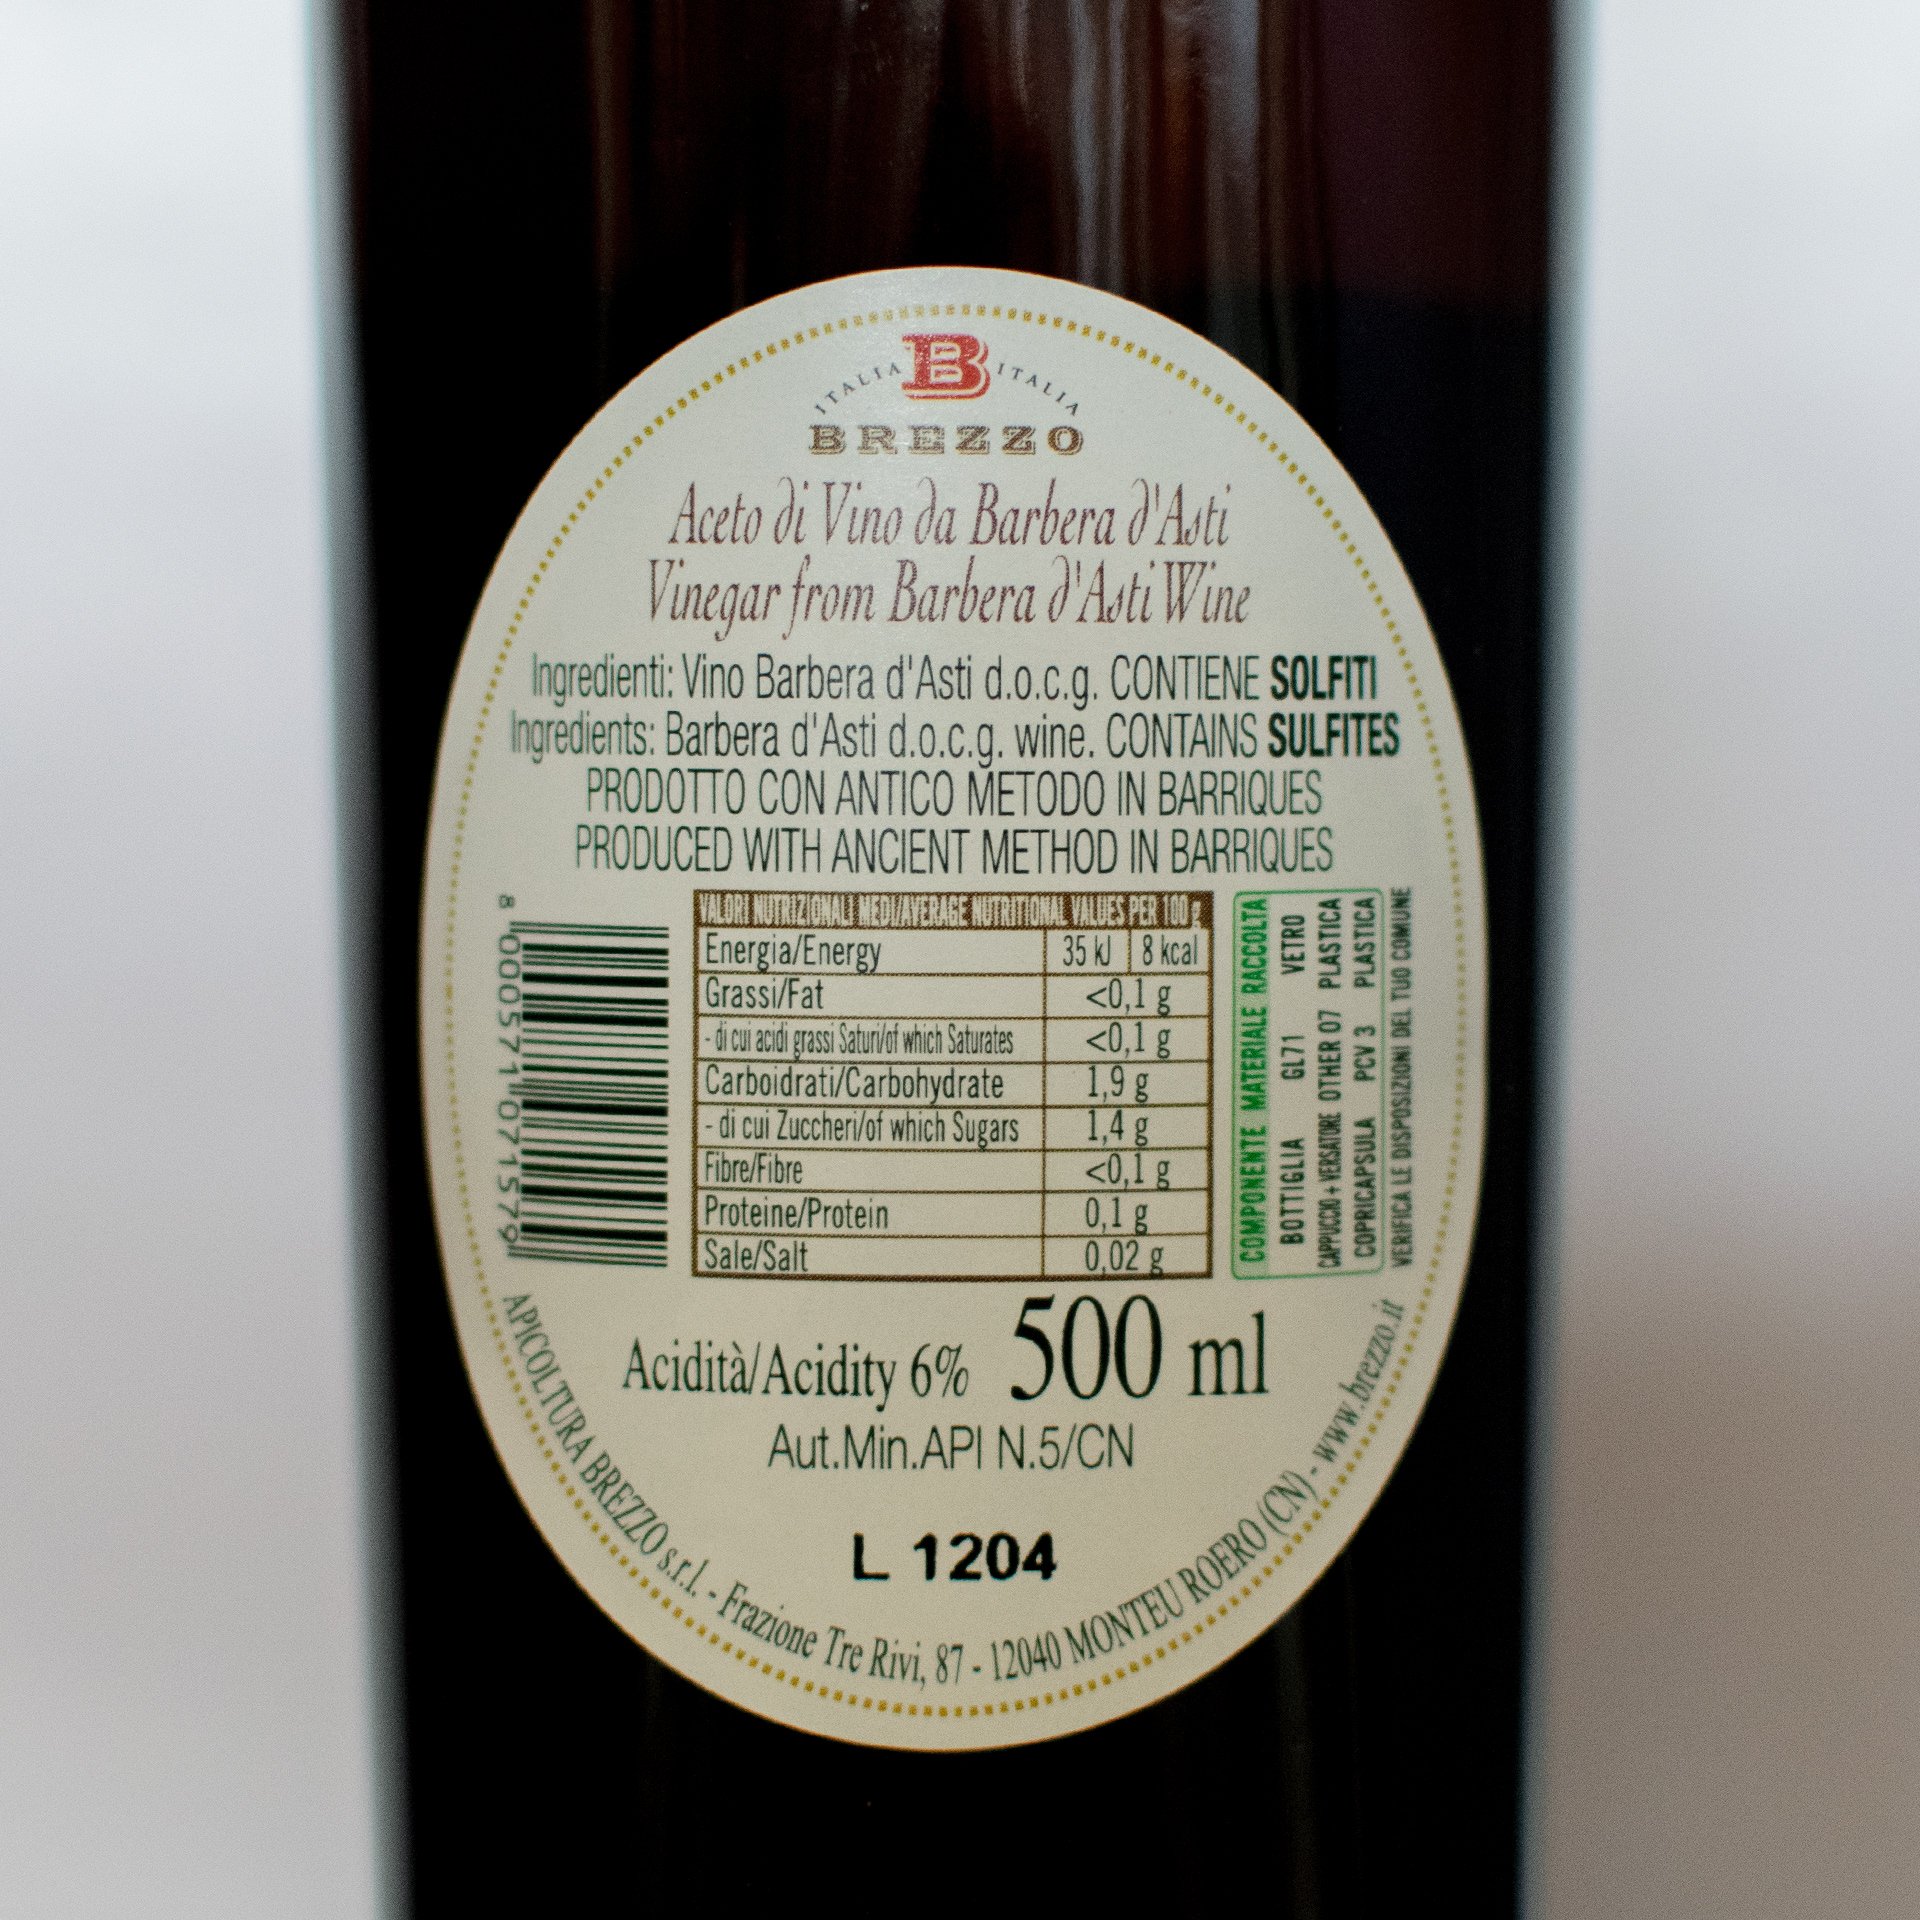 ITALIA B ITALIA
BREZZO
Aceto di Vino da Barbera d'Asti
Vinegar from Barbera d'Asti Wine
Ingredienti: Vino Barbera d'Asti d.o.c.g. CONTIENE SOLFITI
Ingredients: Barbera d'Asti d.o.c.g. wine. CONTAINS SULFITES
PRODOTTO CON ANTICO METODO IN BARRIQUES
PRODUCED WITH ANCIENT METHOD IN BARRIQUES
8 005711 071579
VALORI NUTRIZIONALI MEDI/AVERAGE NUTRITIONAL VALUES PER 100 g
Energia/Energy 35 kJ 8 kcal
Grassi/Fat <0,1 g
- di cui acidi grassi Saturi/of which Saturates <0,1 g
Carboidrati/Carbohydrate 1,9 g
- di cui Zuccheri/of which Sugars 1,4 g
Fibre/Fibre <0,1 g
Proteine/Protein 0,1 g
Sale/Salt 0,02 g
COMPONENTE MATERIALE RACCOLTA
BOTTIGLIA GL71 VETRO
CAPPUCCIO + VERSATORE OTHER 07 PLASTICA
COPRICAPSULA PCV 3 PLASTICA
VERIFICA LE DISPOSIZIONI DEL TUO COMUNE
Acidità/Acidity 6% 500 ml
Aut.Min.API N.5/CN
L 1204
APICOLTURA BREZZO s.r.l. - Frazione Tre Rivi, 87 - 12040 MONTEU ROERO (CN) - www.brezzo.it